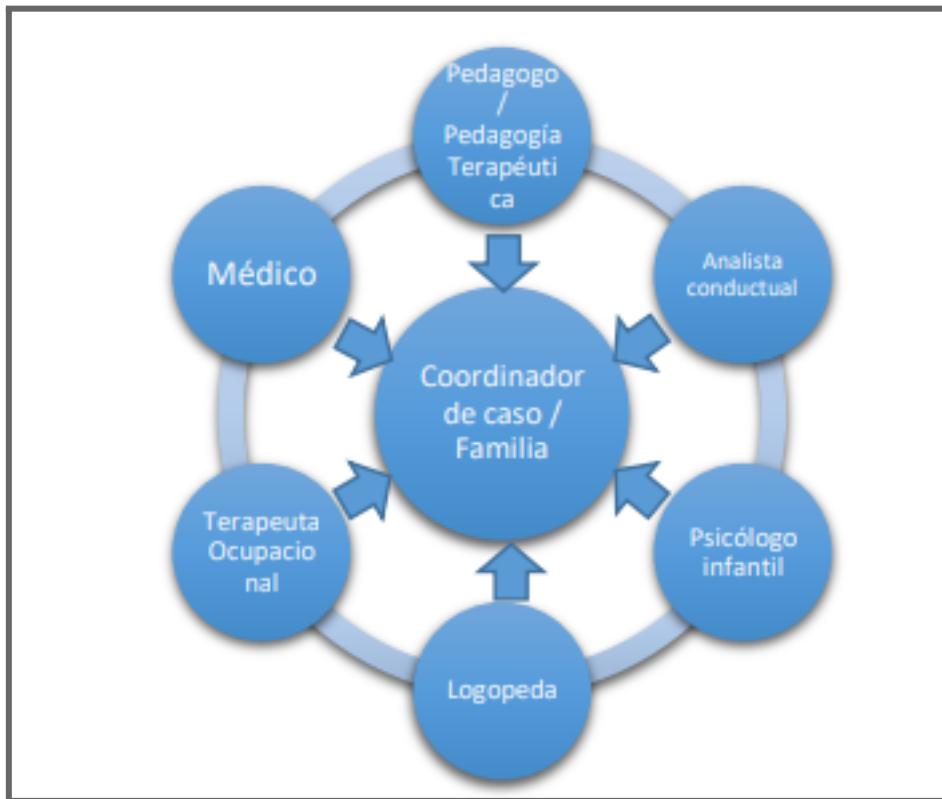 Pedagogo
/
Pedagogía
Terapéuti
ca
Médico
Analista
conductual
Coordinador
de caso /
Familia
Terapeuta
Ocupacio
nal
Psicólogo
infantil
Logopeda